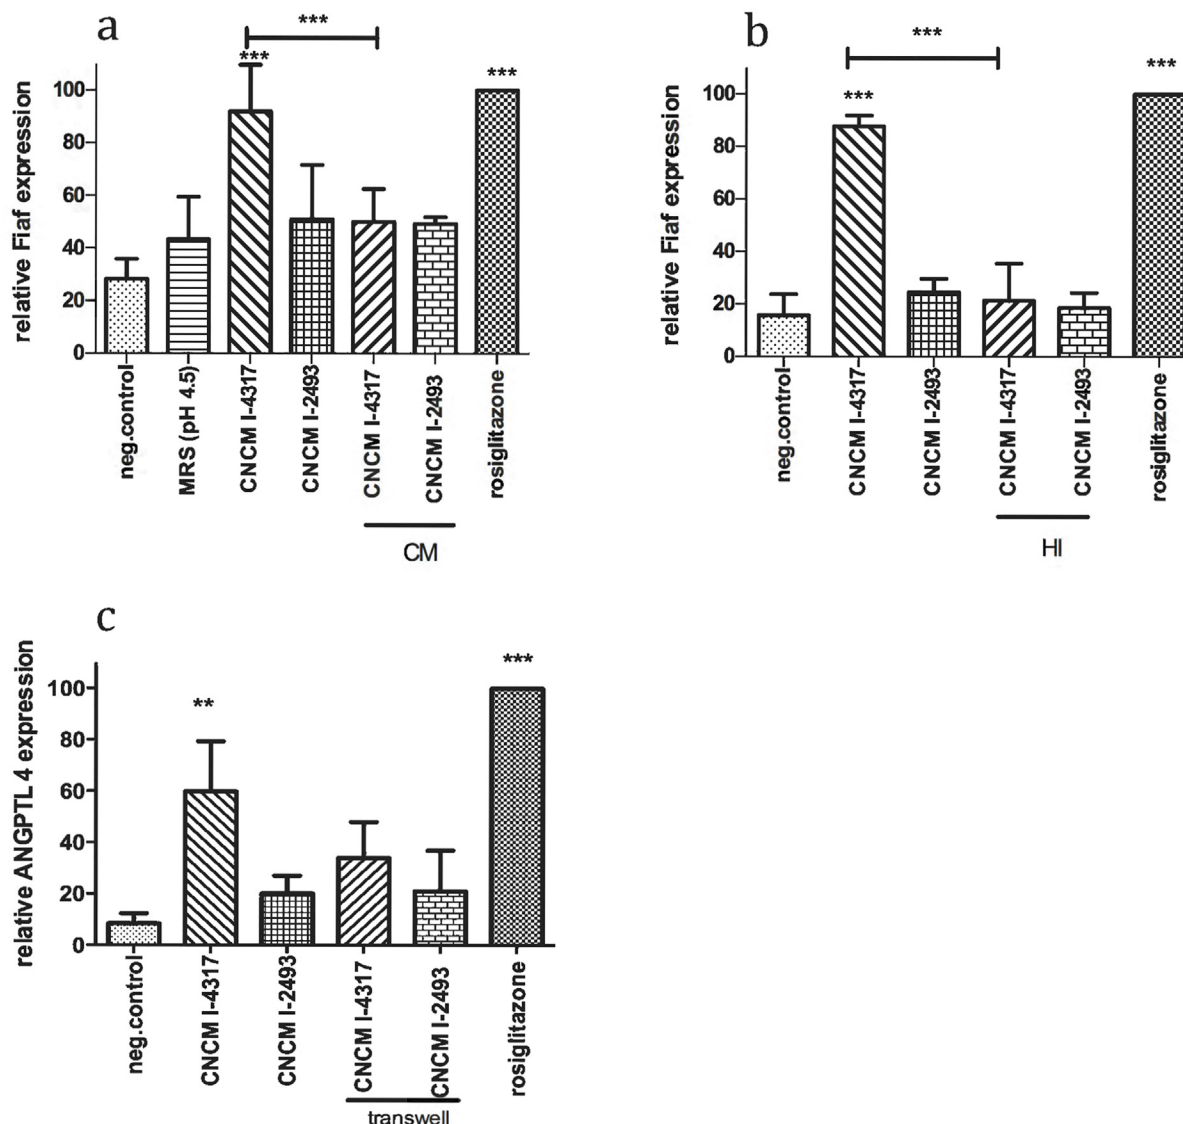 a
***
***
***
relative Fiaf expression
100
80
60
40
20
0
neg.control
MRS (pH 4.5)
CNCM I-4317
CNCM I-2493
CNCM I-4317
CNCM I-2493
rosiglitazone
CM
b
***
***
***
relative Fiaf expression
100
80
60
40
20
0
neg.control
CNCM I-4317
CNCM I-2493
CNCM I-4317
CNCM I-2493
rosiglitazone
HI
c
**
***
relative ANGPTL 4 expression
100
80
60
40
20
0
neg.control
CNCM I-4317
CNCM I-2493
CNCM I-4317
CNCM I-2493
rosiglitazone
transwell